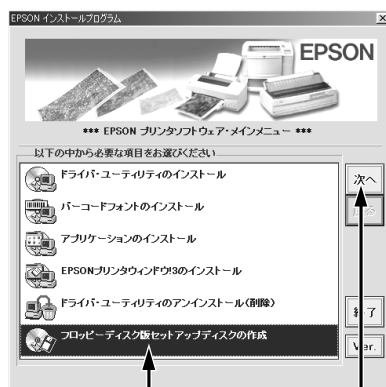 EPSON インストールプログラム
EPSON
*** EPSON プリンタソフトウェア・メインメニュー ***
以下の中から必要な項目をお選びください
ドライバ・ユーティリティのインストール
次へ
バーコードフォントのインストール
アプリケーションのインストール
EPSONプリンタウィンドウ!3のインストール
ドライバ・ユーティリティのアンインストール(削除)
終了
フロッピーディスク版セットアップディスクの作成
Ver.